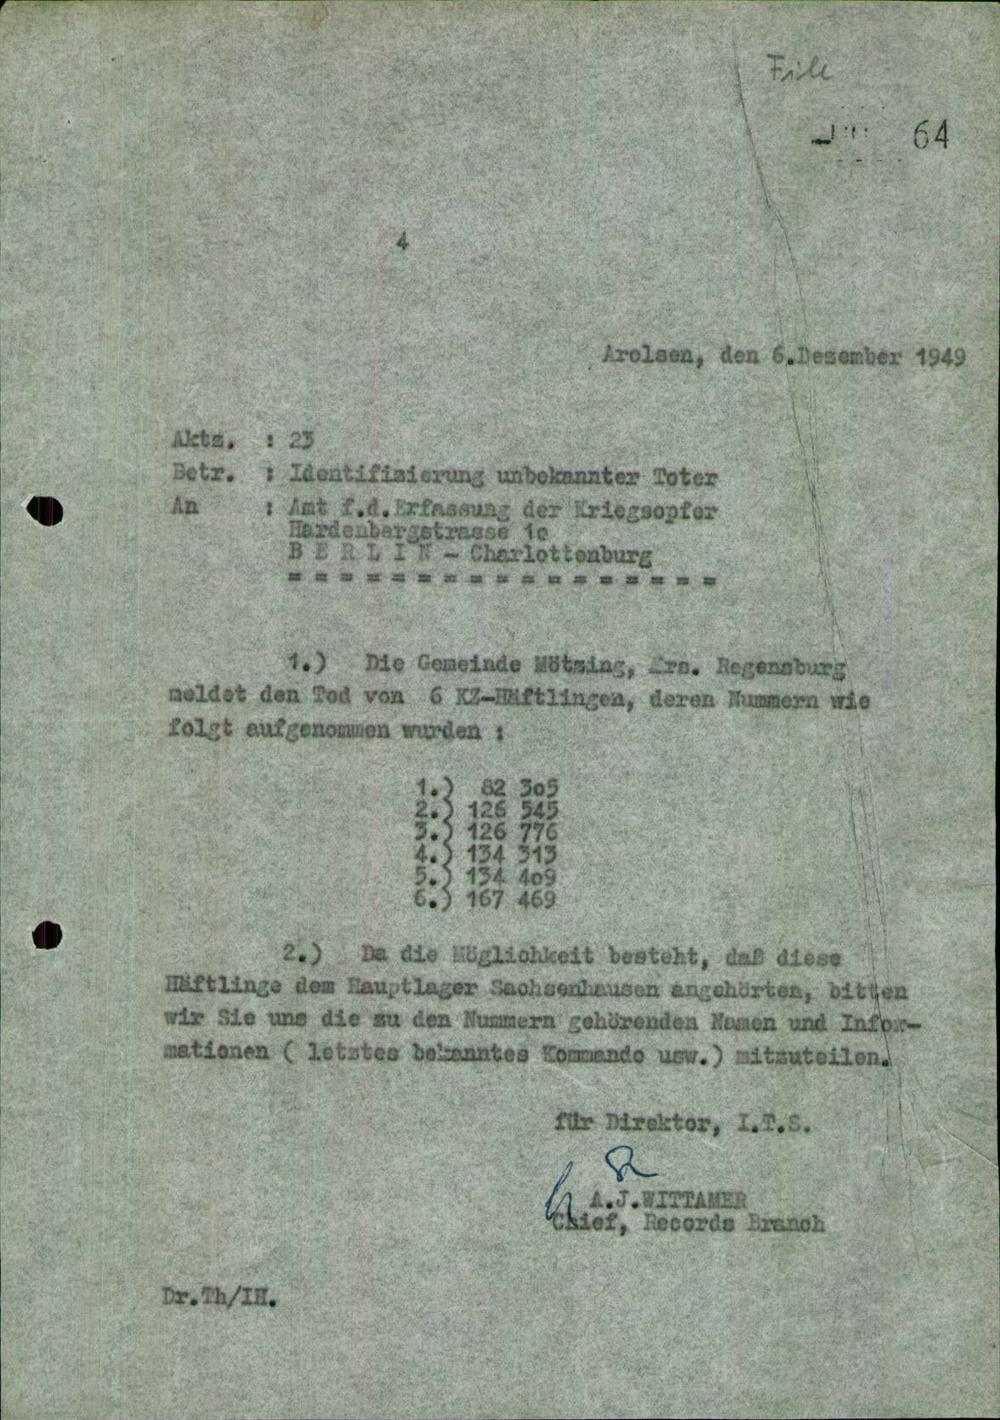 File
64
4
Arolsen, den 6.Dezember 1949
Aktz. : 23
Betr. : Identifizierung unbekannter Toter
An : Amt f.d.Erfassung der Kriegsopfer
Hardenbergstrasse 1o
B E R L I N - Charlottenburg
= = = = = = = = = = = = = = = = =
1.) Die Gemeinde Mötzing, Krs. Regensburg
meldet den Tod von 6 KZ-Häftlingen, deren Nummern wie
folgt aufgenommen wurden :
1.) 82 3o5
2.) 126 545
3.) 126 776
4.) 134 313
5.) 134 4o9
6.) 167 469
2.) Da die Möglichkeit besteht, daß diese
Häftlinge dem Hauptlager Sachsenhausen angehörten, bitten
wir Sie uns die zu den Nummern gehörenden Namen und Infor-
mationen ( letztes bekanntes Kommando usw.) mitzuteilen.
für Direktor, I.T.S.
A.J.WITTAMER
Chief, Records Branch
Dr.Th/IH.